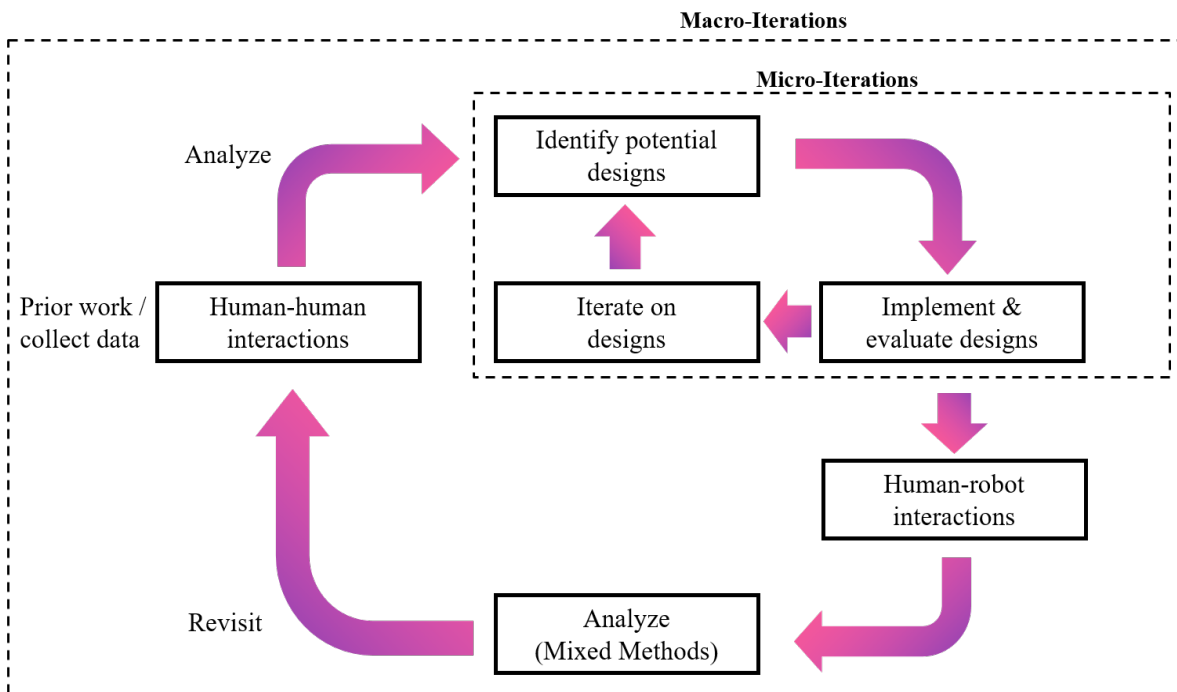 Macro-Iterations
Micro-Iterations
Analyze
Identify potential
designs
Prior work /
collect data
Human-human
interactions
Iterate on
designs
Implement &
evaluate designs
Human-robot
interactions
Revisit
Analyze
(Mixed Methods)